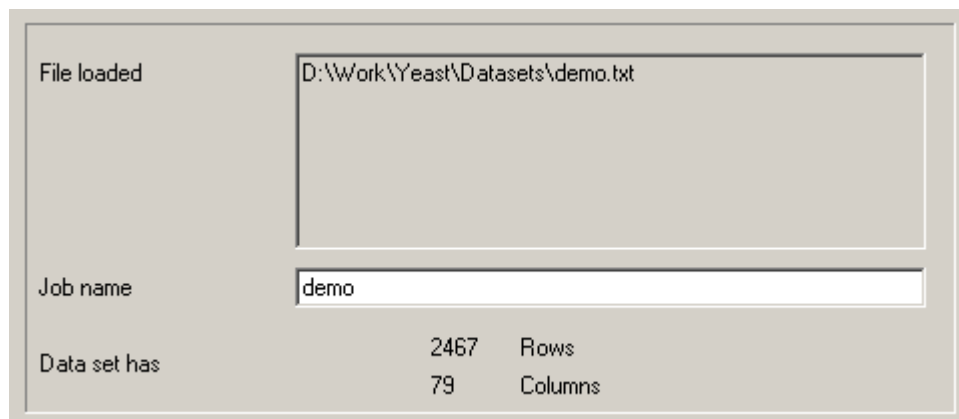 File loaded D:\Work\Yeast\Datasets\demo.txt
Job name demo
Data set has
2467 Rows
79 Columns